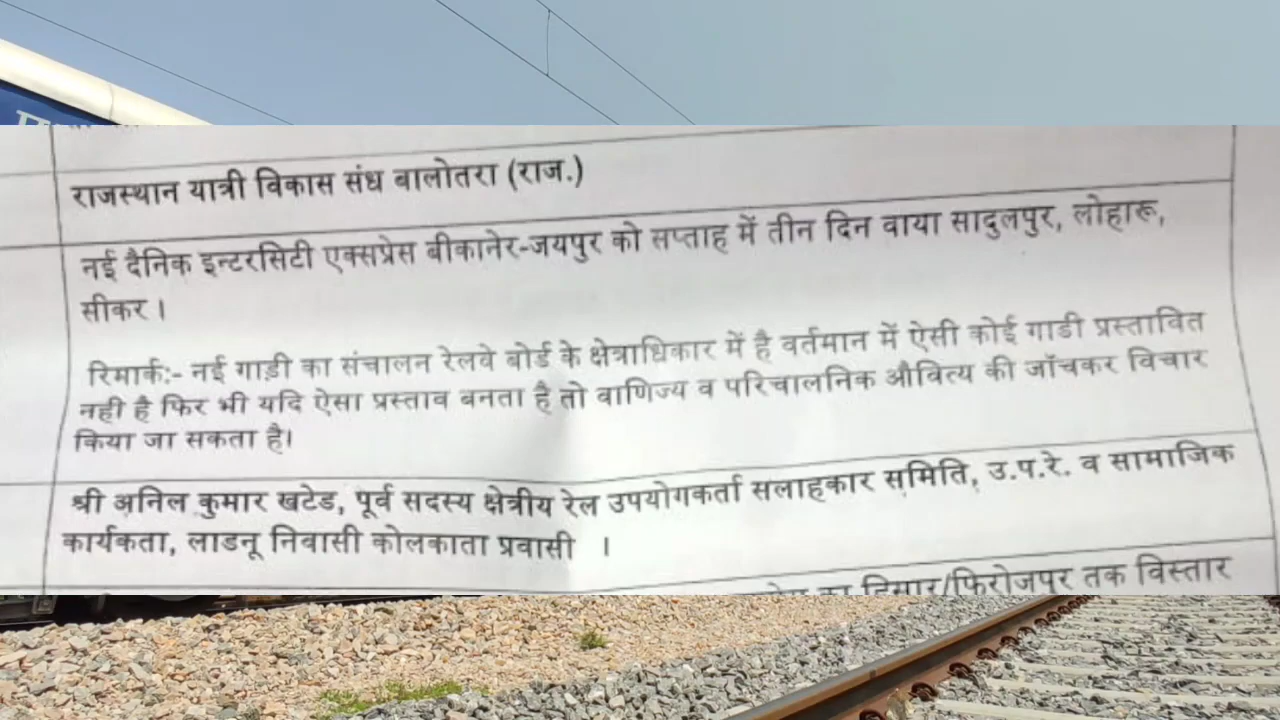 राजस्थान यात्री विकास संध बालोतरा (राज.)
नई दैनिक इन्टरसिटी एक्सप्रेस बीकानेर-जयपुर को सप्ताह में तीन दिन वाया सादुलपुर, लोहारू,
सीकर ।
रिमार्कः- नई गाड़ी का संचालन रेलवे बोर्ड के क्षेत्राधिकार में है वर्तमान में ऐसी कोई गाडी प्रस्तावित
नही है फिर भी यदि ऐसा प्रस्ताव बनता है तो वाणिज्य व परिचालनिक औवित्य की जॉचकर विचार
किया जा सकता है।
श्री अनिल कुमार खटेड, पूर्व सदस्य क्षेत्रीय रेल उपयोगकर्ता सलाहकार समिति, उ.प.रे. व सामाजिक
कार्यकता, लाडनू निवासी कोलकाता प्रवासी ।
का हिसार/फिरोजपुर तक विस्तार